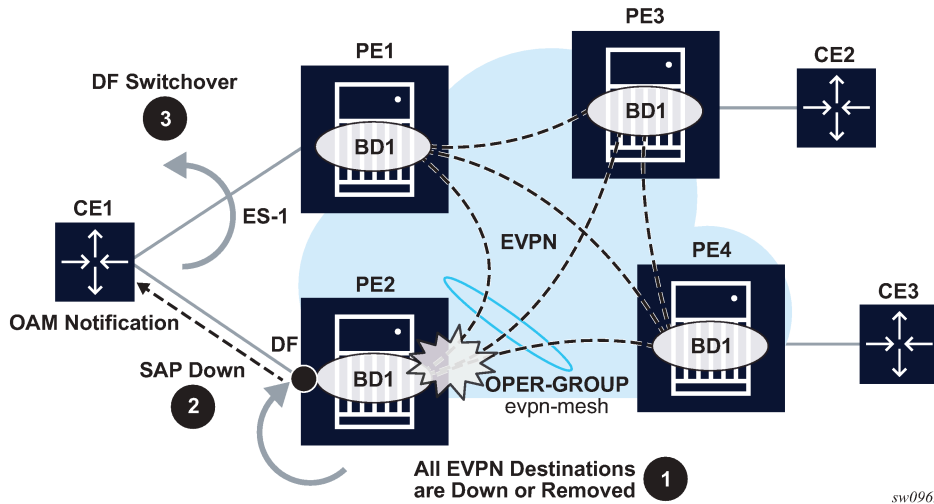 PE3
PE1
CE2
DF Switchover
3
BD1
BD1
ES-1
CE1
EVPN
PE4
PE2
CE3
OAM Notification
DF
SAP Down
BD1
BD1
2
OPER-GROUP
evpn-mesh
All EVPN Destinations
are Down or Removed
1
sw096